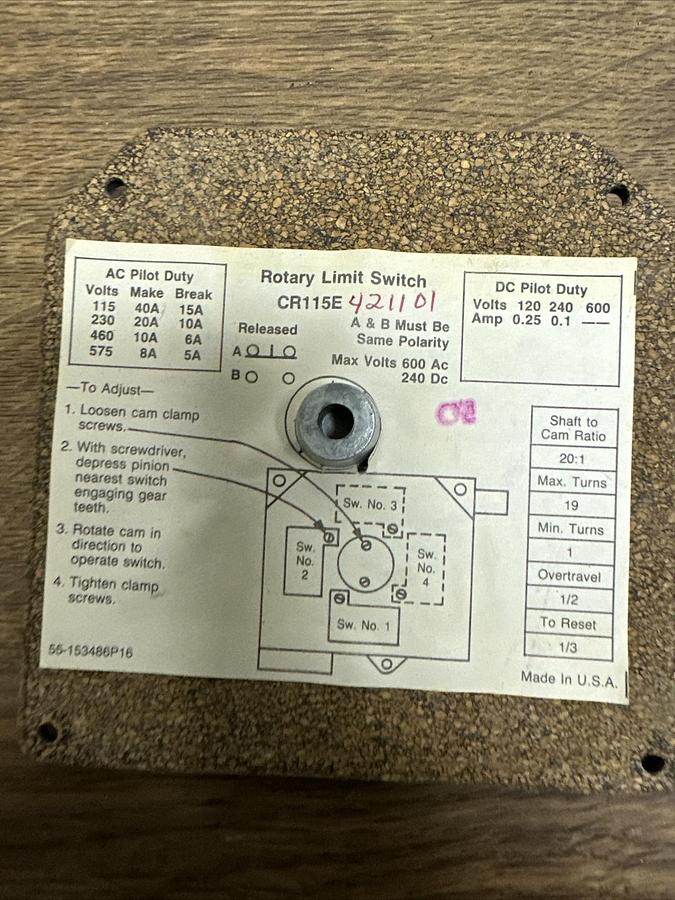 AC Pilot Duty
Volts Make Break
115 40A 15A
230 20A 10A
460 10A 6A
575 8A 5A
Rotary Limit Switch
CR115E 421101
Released
A
B
A & B Must Be
Same Polarity
Max Volts 600 Ac
240 Dc
DC Pilot Duty
Volts 120 240 600
Amp 0.25 0.1 ——
—To Adjust—
1. Loosen cam clamp
screws.
2. With screwdriver,
depress pinion
nearest switch
engaging gear
teeth.
3. Rotate cam in
direction to
operate switch.
4. Tighten clamp
screws.
55-153486P16
Sw. No. 3
Sw.
No.
2
Sw.
No.
4
Sw. No. 1
Shaft to
Cam Ratio
20:1
Max. Turns
19
Min. Turns
1
Overtravel
1/2
To Reset
1/3
Made In U.S.A.